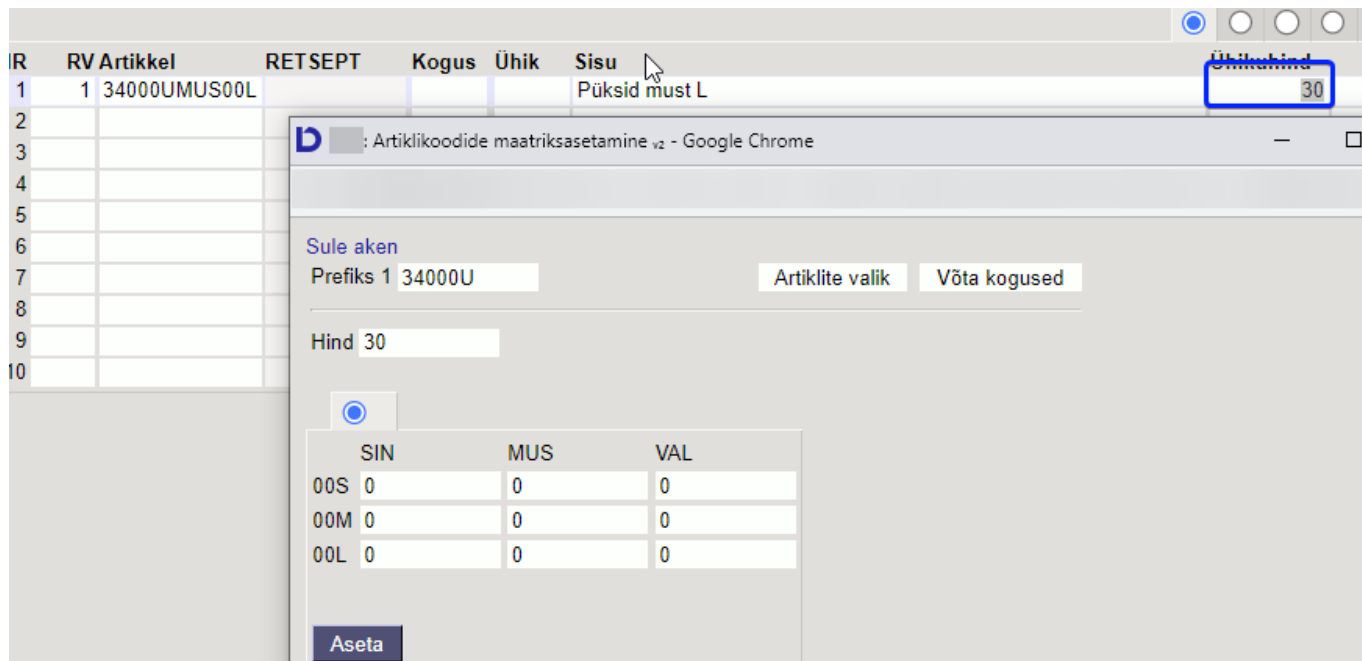 IR RV Artikkel RETSEPT Kogus Ühik Sisu Ühikuhind
1 1 34000UMUS00L Püksid must L 30
2
3
4
5
6
7
8
9
10
: Artiklikoodide maatriksasetamine v2 - Google Chrome
Sule aken
Prefiks 1 34000U Artiklite valik Võta kogused
Hind 30
SIN MUS VAL
00S 0 0 0
00M 0 0 0
00L 0 0 0
Aseta